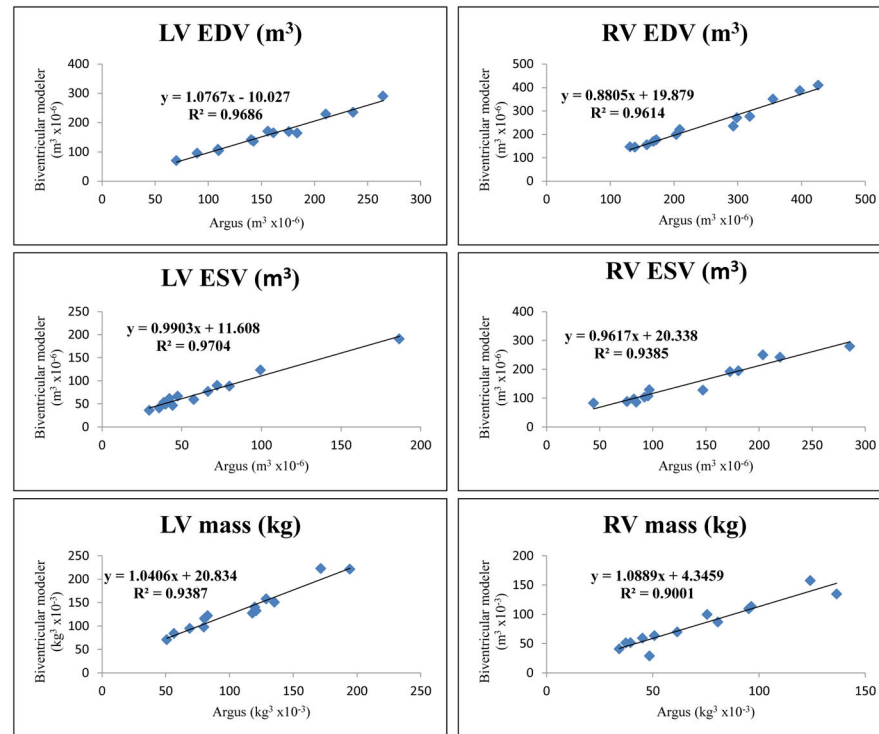 LV EDV (m³)
400
300
200
100
0
y = 1.0767x - 10.027
R² = 0.9686
Biventricular modeler
(m³ x10⁻⁶)
0 50 100 150 200 250 300
Argus (m³ x10⁻⁶)
RV EDV (m³)
500
400
300
200
100
0
y = 0.8805x + 19.879
R² = 0.9614
Biventricular modeler
(m³ x10⁻⁶)
0 100 200 300 400 500
Argus (m³ x10⁻⁶)
LV ESV (m³)
250
200
150
100
50
0
y = 0.9903x + 11.608
R² = 0.9704
Biventricular modeler
(m³ x10⁻⁶)
0 50 100 150 200
Argus (m³ x10⁻⁶)
RV ESV (m³)
400
300
200
100
0
y = 0.9617x + 20.338
R² = 0.9385
Biventricular modeler
(m³ x10⁻⁶)
0 50 100 150 200 250 300
Argus (m³ x10⁻⁶)
LV mass (kg)
250
200
150
100
50
0
y = 1.0406x + 20.834
R² = 0.9387
Biventricular modeler
(kg³ x10⁻³)
0 50 100 150 200 250
Argus (kg³ x10⁻³)
RV mass (kg)
200
150
100
50
0
y = 1.0889x + 4.3459
R² = 0.9001
Biventricular modeler
(m³ x10⁻³)
0 50 100 150
Argus (kg³ x10⁻³)